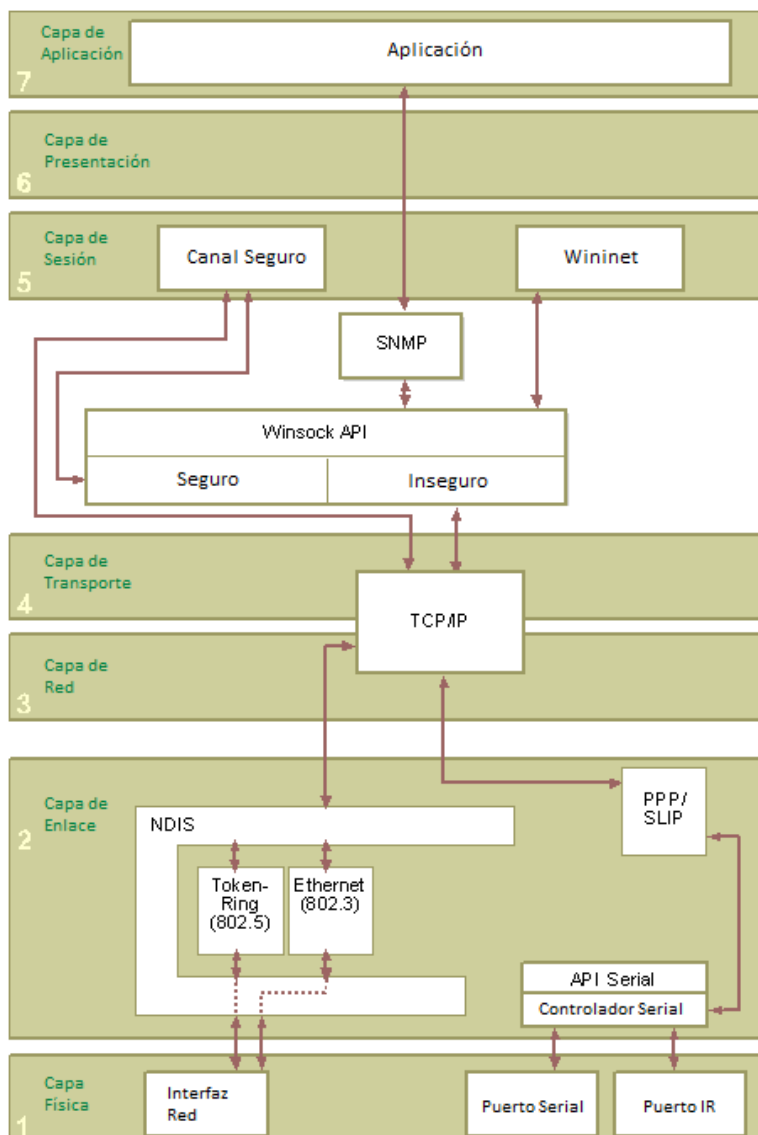 Capa de
Aplicación
7
Aplicación
Capa de
Presentación
6
Capa de
Sesión
5
Canal Seguro
Wininet
SNMP
Winsock API
Seguro
Inseguro
Capa de
Transporte
4
TCP/IP
Capa de
Red
3
Capa de
Enlace
2
NDIS
PPP/
SLIP
Token-
Ring
(802.5)
Ethernet
(802.3)
API Serial
Controlador Serial
Capa
Física
1
Interfaz
Red
Puerto Serial
Puerto IR